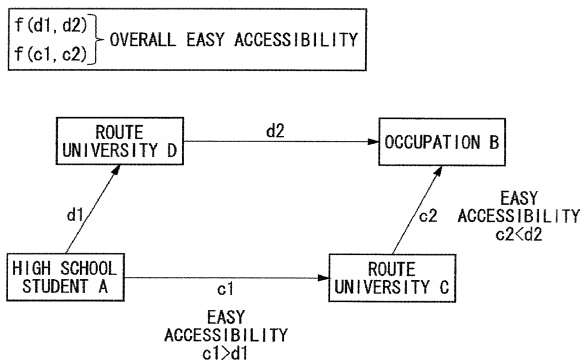 f(d1,d2)
f(c1,c2)
OVERALL EASY ACCESSIBILITY
ROUTE
UNIVERSITY D
d2
OCCUPATION B
d1
c2
EASY
ACCESSIBILITY
c2<d2
HIGH SCHOOL
STUDENT A
c1
ROUTE
UNIVERSITY C
EASY
ACCESSIBILITY
c1>d1